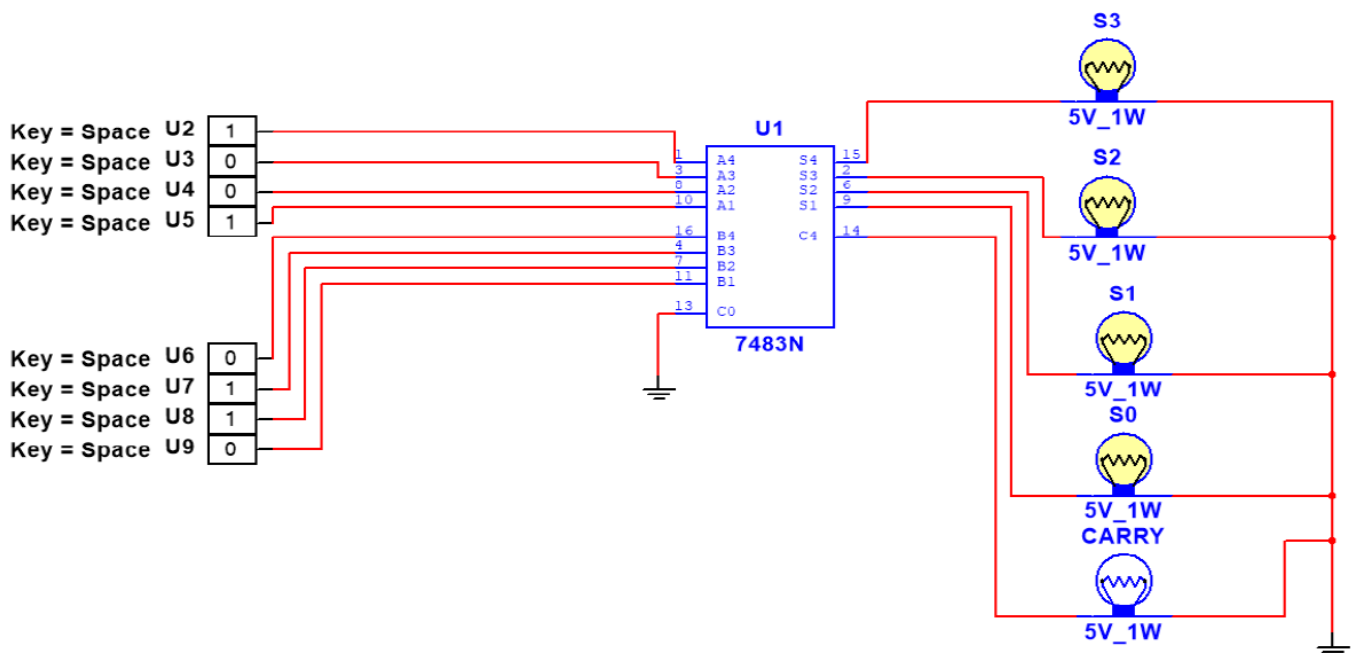 S3
5V_1W
Key = Space U2 1
Key = Space U3 0
Key = Space U4 0
Key = Space U5 1
U1
1 A4 S4 15
3 A3 S3 2
8 A2 S2 6
10 A1 S1 9
16 B4 C4 14
4 B3
7 B2
11 B1
13 C0
7483N
S2
5V_1W
S1
5V_1W
Key = Space U6 0
Key = Space U7 1
Key = Space U8 1
Key = Space U9 0
S0
5V_1W
CARRY
5V_1W